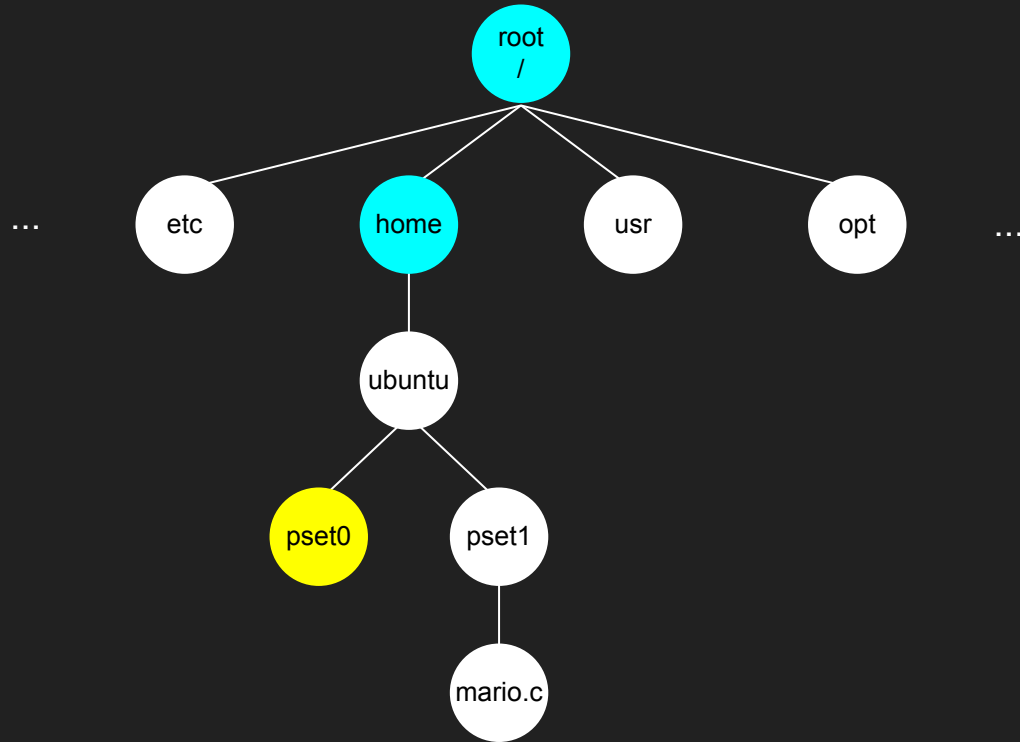 root
/
... etc home usr opt ...
ubuntu
pset0 pset1
mario.c